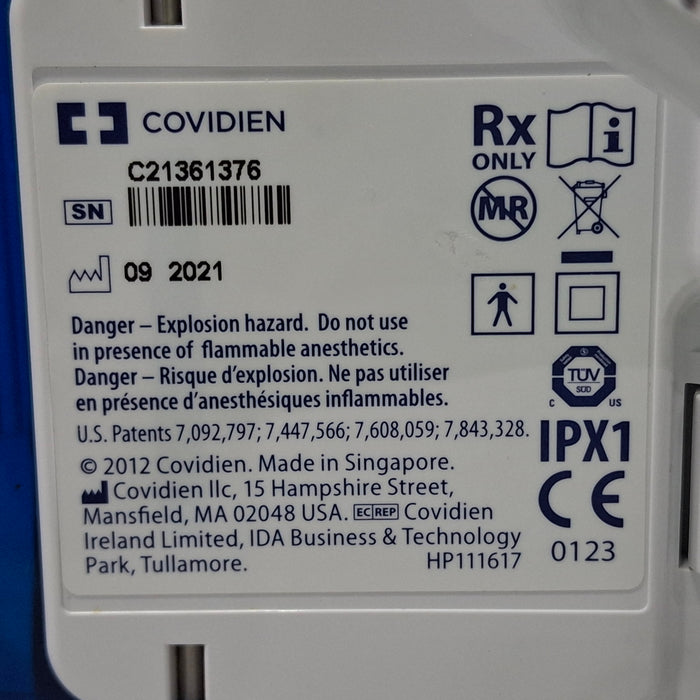 COVIDIEN
C21361376
SN
09 2021
Rx
ONLY
i
MR
Danger – Explosion hazard. Do not use
in presence of flammable anesthetics.
Danger – Risque d'explosion. Ne pas utiliser
en présence d'anesthésiques inflammables.
U.S. Patents 7,092,797; 7,447,566; 7,608,059; 7,843,328.
© 2012 Covidien. Made in Singapore.
Covidien llc, 15 Hampshire Street,
Mansfield, MA 02048 USA. EC REP Covidien
Ireland Limited, IDA Business & Technology
Park, Tullamore.
HP111617
TÜV
SÜD
C US
IPX1
CE
0123